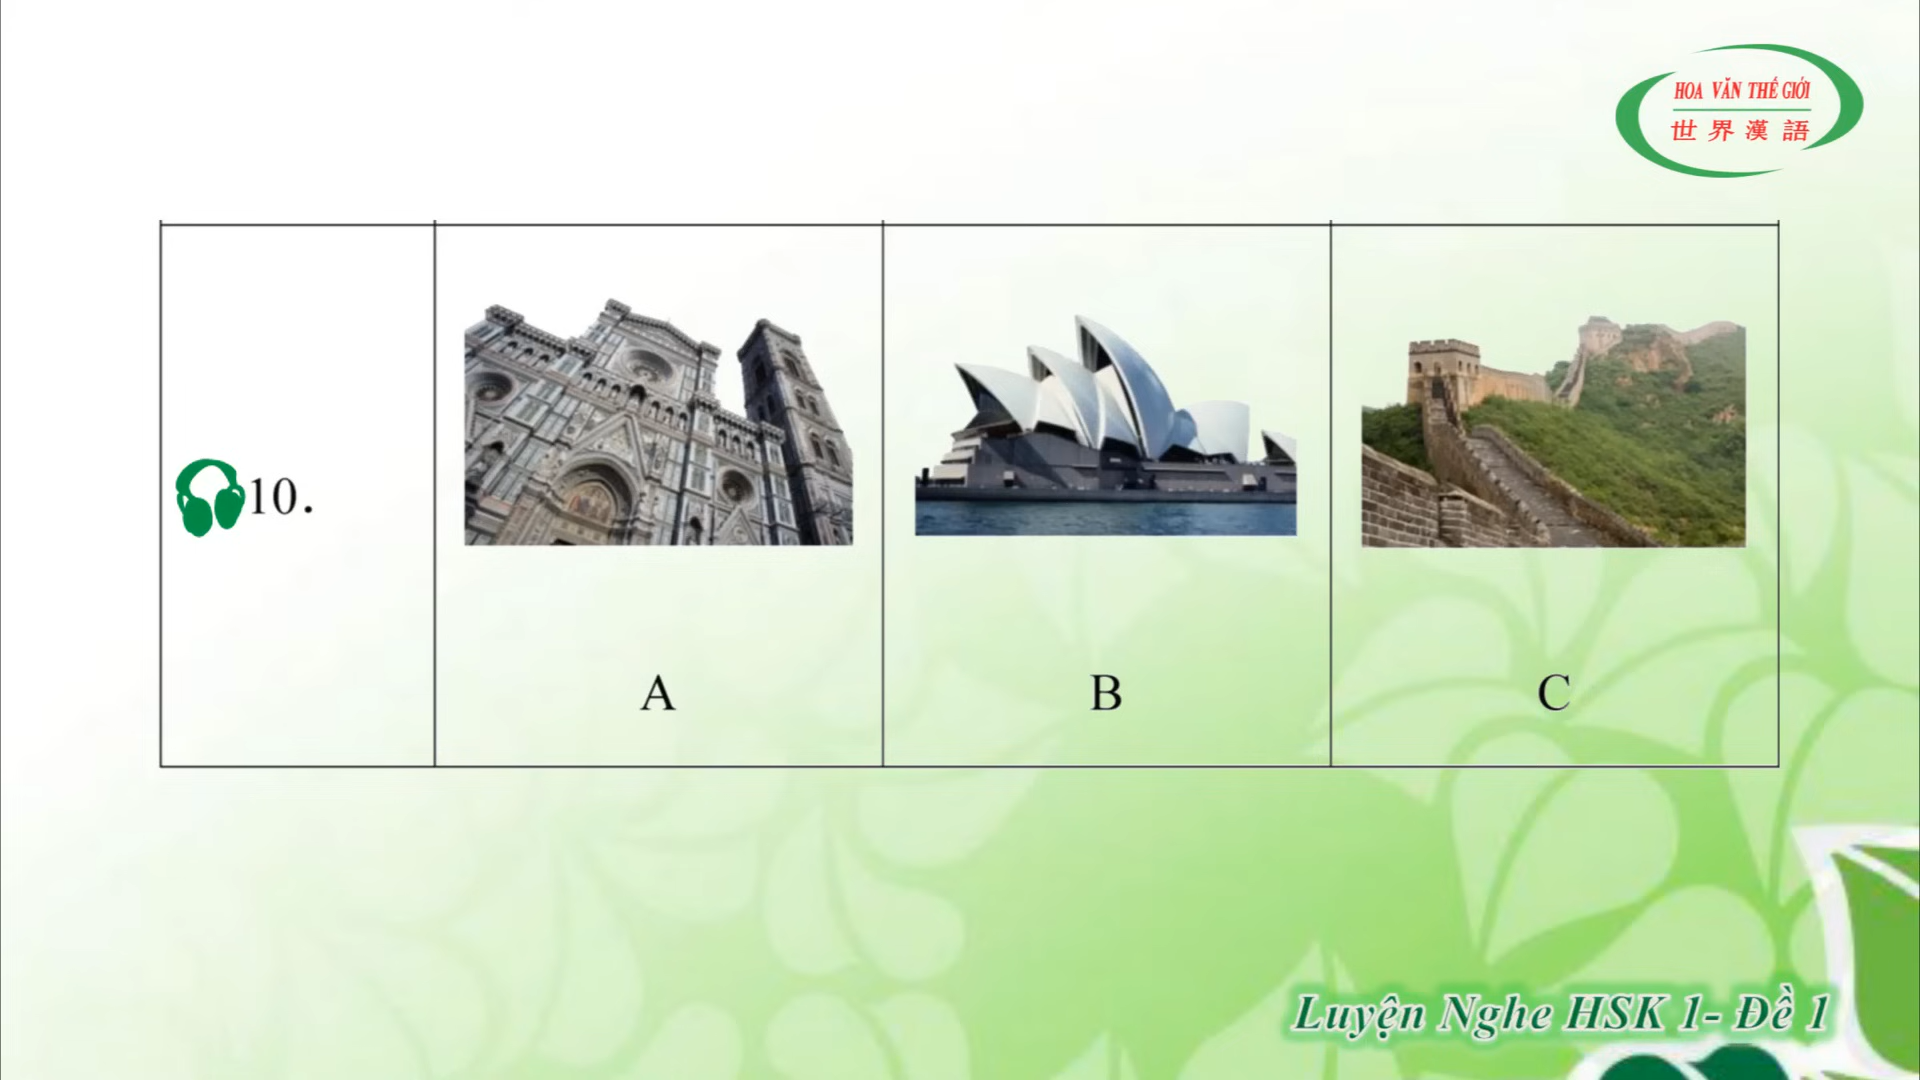 HOA VĂN THẾ GIỚI
世界漢語
10.
A
B
C
Luyện Nghe HSK 1- Đề 1